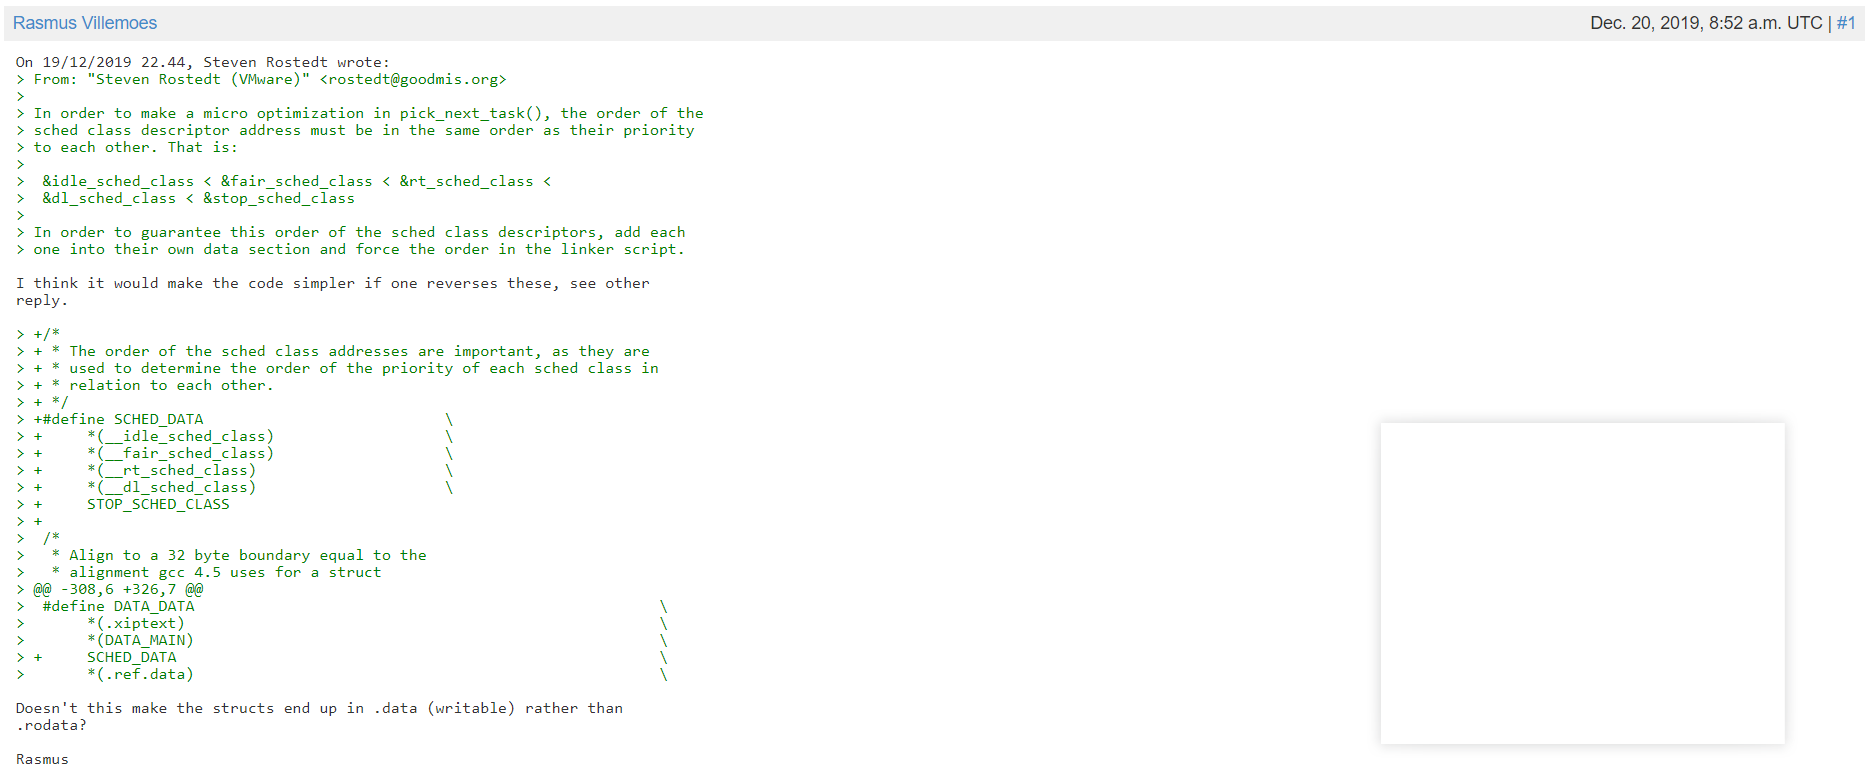 Rasmus Villemoes Dec. 20, 2019, 8:52 a.m. UTC | #1
On 19/12/2019 22.44, Steven Rostedt wrote:
> From: "Steven Rostedt (VMware)" <rostedt@goodmis.org>
>
> In order to make a micro optimization in pick_next_task(), the order of the
> sched class descriptor address must be in the same order as their priority
> to each other. That is:
>
>  &idle_sched_class < &fair_sched_class < &rt_sched_class <
>  &dl_sched_class < &stop_sched_class
>
> In order to guarantee this order of the sched class descriptors, add each
> one into their own data section and force the order in the linker script.
I think it would make the code simpler if one reverses these, see other
reply.
> +/*
> + * The order of the sched class addresses are important, as they are
> + * used to determine the order of the priority of each sched class in
> + * relation to each other.
> + */
> +#define SCHED_DATA                           \
> +     *(__idle_sched_class)                   \
> +     *(__fair_sched_class)                   \
> +     *(__rt_sched_class)                     \
> +     *(__dl_sched_class)                     \
> +     STOP_SCHED_CLASS
> +
>  /*
>   * Align to a 32 byte boundary equal to the
>   * alignment gcc 4.5 uses for a struct
> @@ -308,6 +326,7 @@
>  #define DATA_DATA                                                    \
>       *(.xiptext)                                                     \
>       *(DATA_MAIN)                                                    \
> +     SCHED_DATA                                                      \
>       *(.ref.data)                                                    \
Doesn't this make the structs end up in .data (writable) rather than
.rodata?
Rasmus